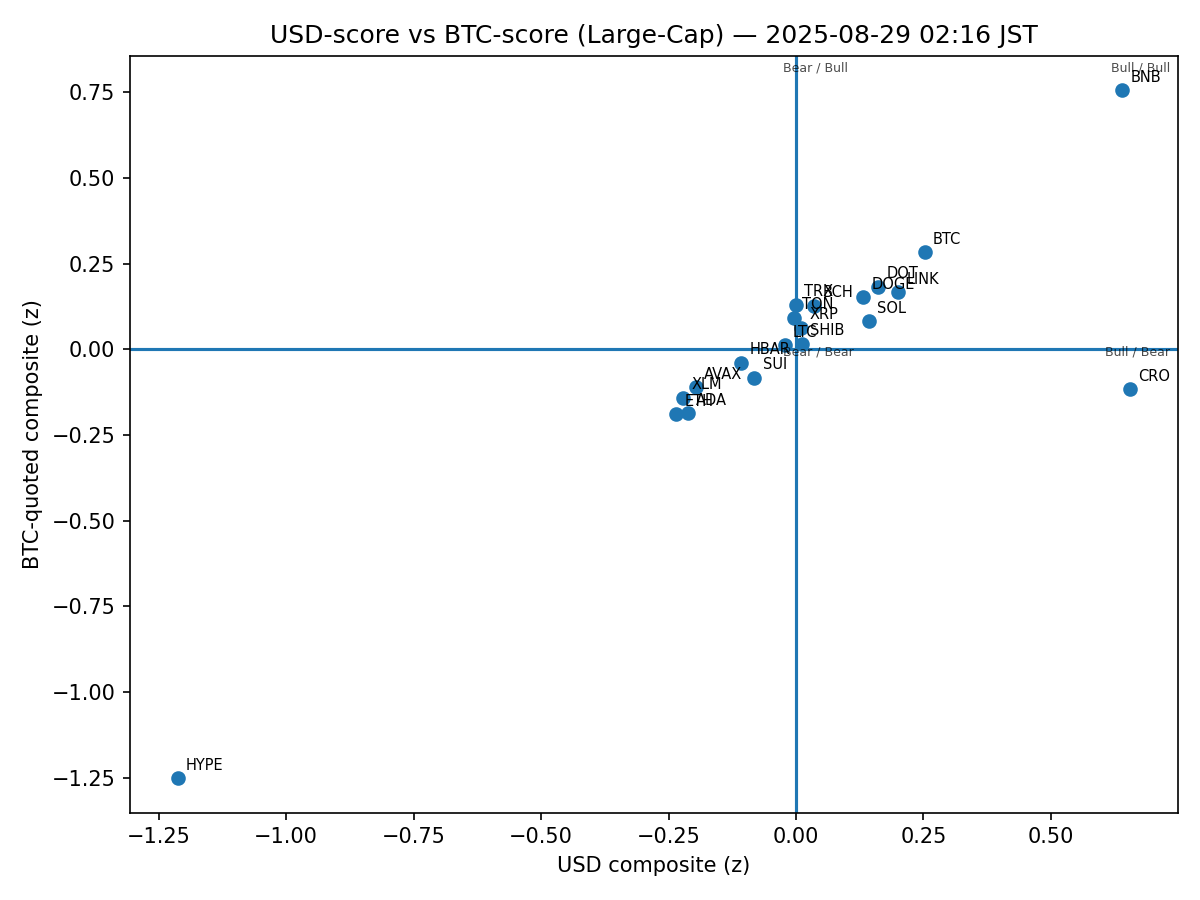 USD-score vs BTC-score (Large-Cap) — 2025-08-29 02:16 JST
Bear / Bull
Bull / Bull
BNB
BTC
DOT
LINK
DOGE
TRX
BCH
TON
SOL
XRP
LTC
SHIB
HBAR
Bear / Bear
Bull / Bear
SUI
CRO
AVAX
XLM
ETH
ADA
HYPE
0.75
0.50
0.25
0.00
−0.25
−0.50
−0.75
−1.00
−1.25
BTC-quoted composite (z)
−1.25
−1.00
−0.75
−0.50
−0.25
0.00
0.25
0.50
USD composite (z)